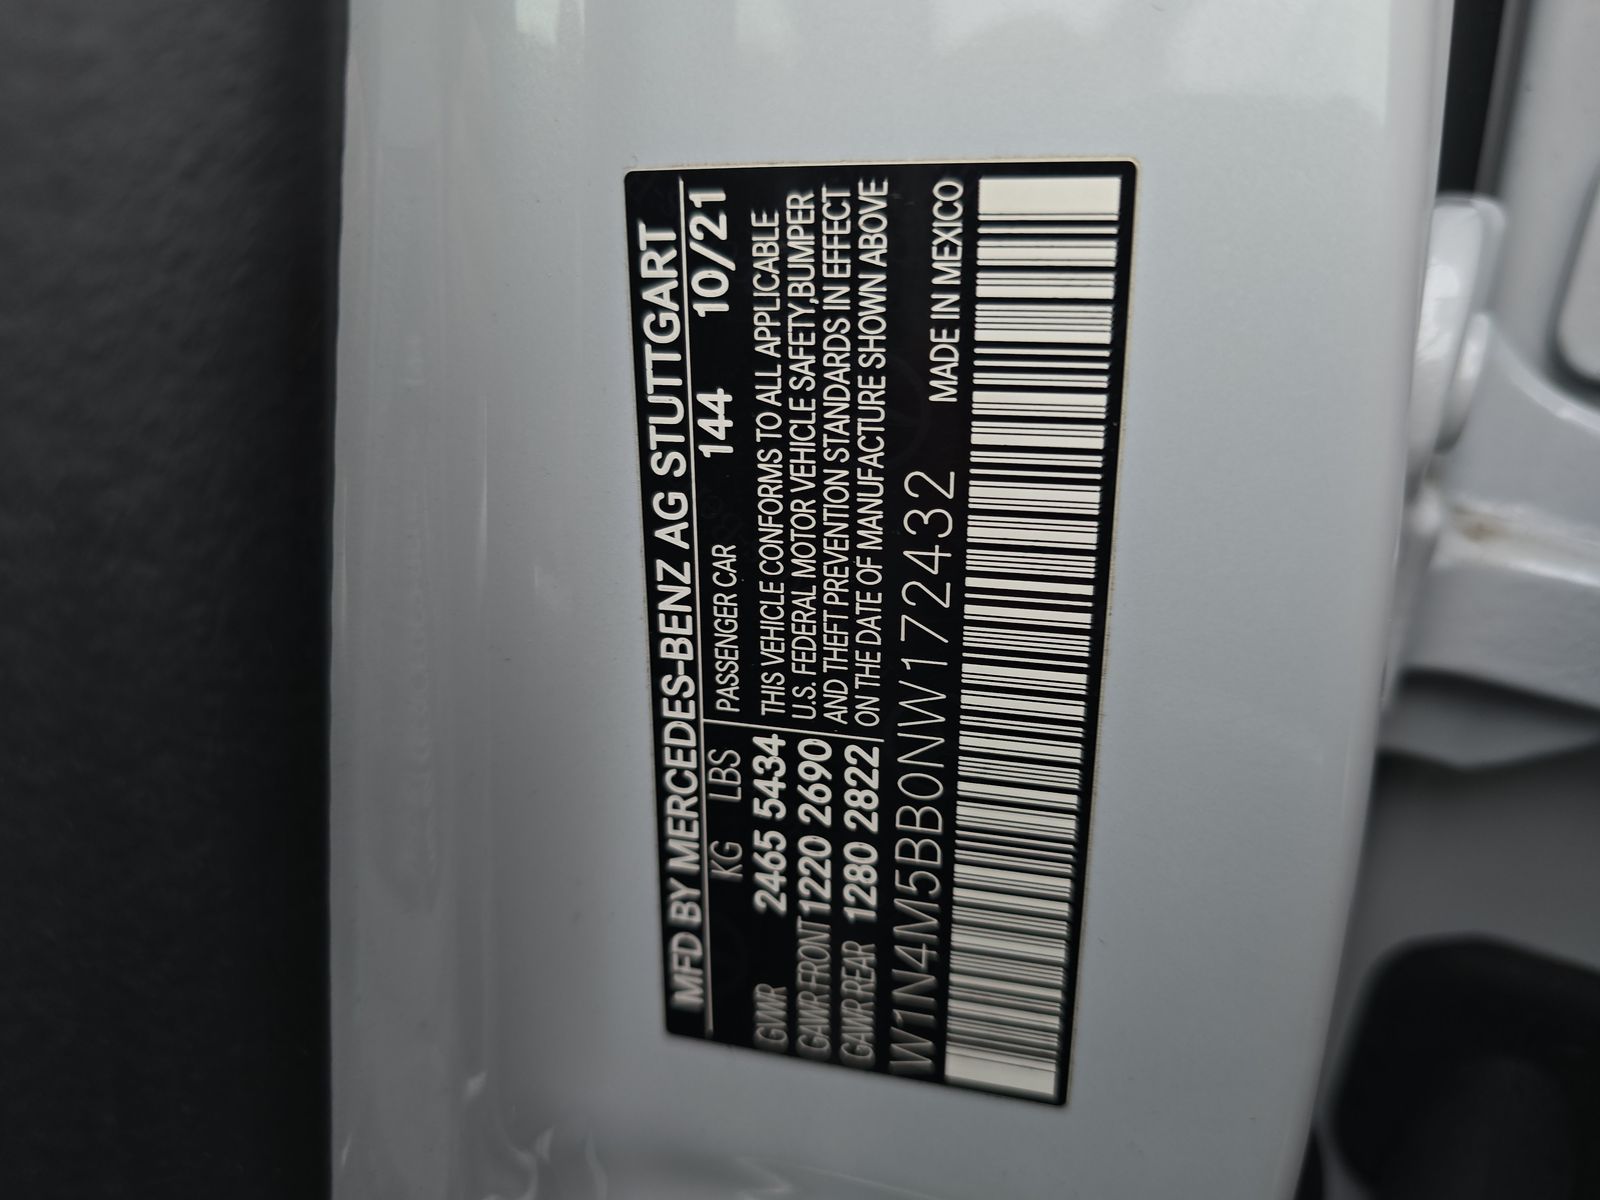 MFD BY MERCEDES-BENZ AG STUTTGART
KG LBS PASSENGER CAR 144 10/21
GVWR 2465 5434
GAWR FRONT 1220 2690
GAWR REAR 1280 2822
THIS VEHICLE CONFORMS TO ALL APPLICABLE
U.S. FEDERAL MOTOR VEHICLE SAFETY,BUMPER
AND THEFT PREVENTION STANDARDS IN EFFECT
ON THE DATE OF MANUFACTURE SHOWN ABOVE
W1N4M5BB0NW172432 MADE IN MEXICO